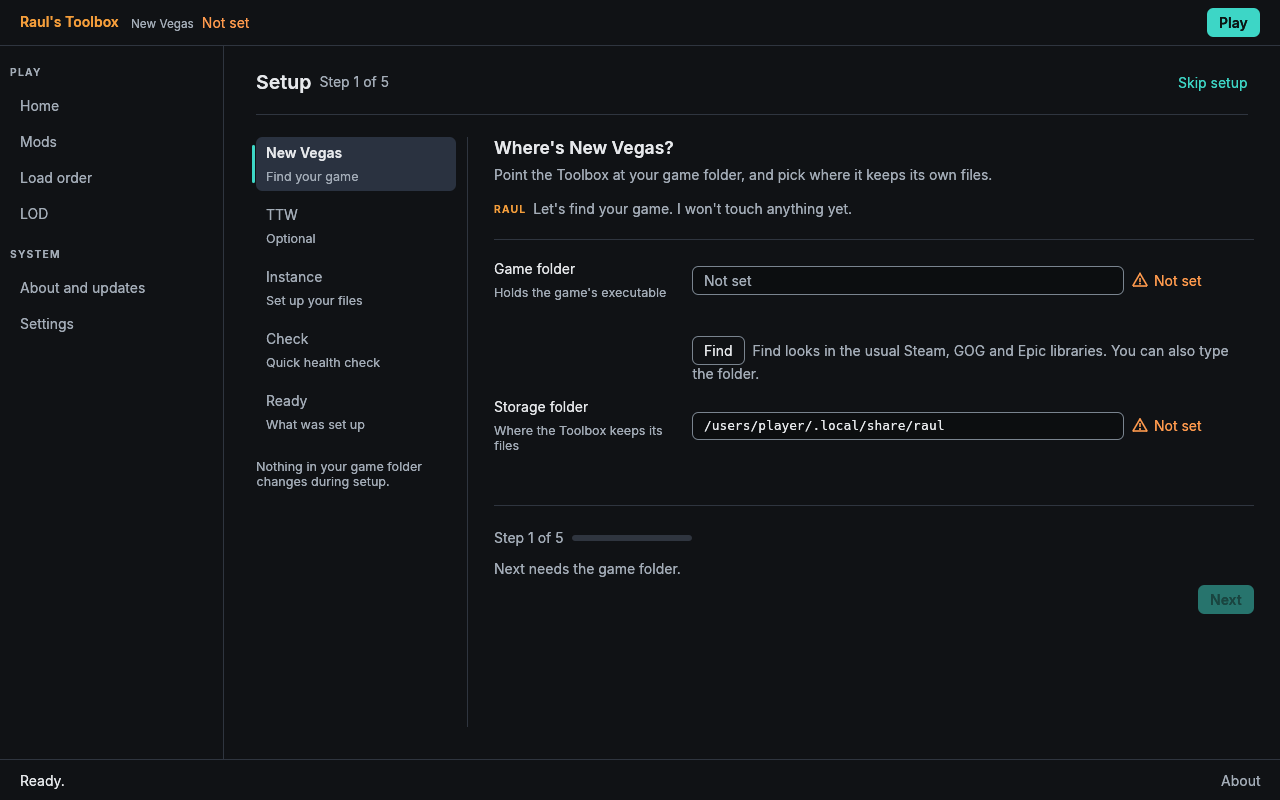 Raul's Toolbox New Vegas Not set
Play
PLAY
Home
Mods
Load order
LOD
SYSTEM
About and updates
Settings
Setup Step 1 of 5
Skip setup
New Vegas
Find your game
TTW
Optional
Instance
Set up your files
Check
Quick health check
Ready
What was set up
Nothing in your game folder
changes during setup.
Where's New Vegas?
Point the Toolbox at your game folder, and pick where it keeps its own files.
RAUL Let's find your game. I won't touch anything yet.
Game folder
Holds the game's executable
Not set
Not set
Find Find looks in the usual Steam, GOG and Epic libraries. You can also type
the folder.
Storage folder
Where the Toolbox keeps its
files
/users/player/.local/share/raul
Not set
Step 1 of 5
Next needs the game folder.
Next
Ready.
About